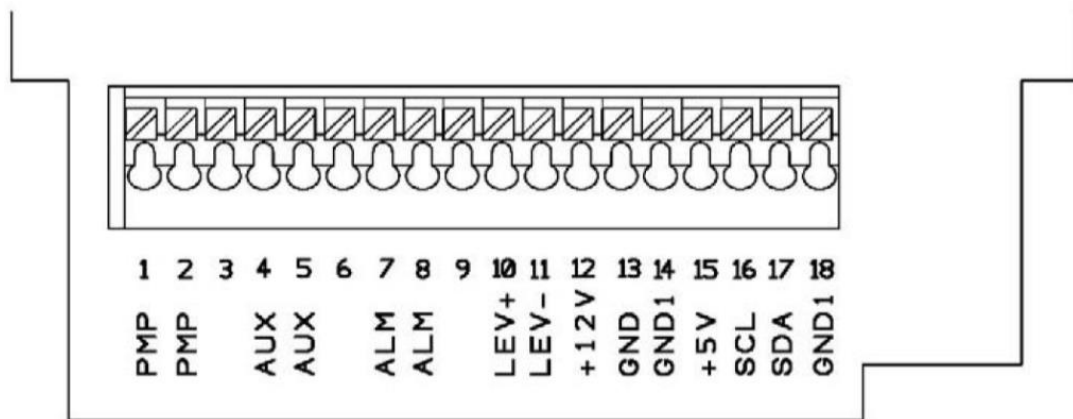 1 2 3 4 5 6 7 8 9 10 11 12 13 14 15 16 17 18
PMP PMP AUX AUX ALM ALM LEV+ LEV- +12V GND GND1 +5V SCL SDA GND1